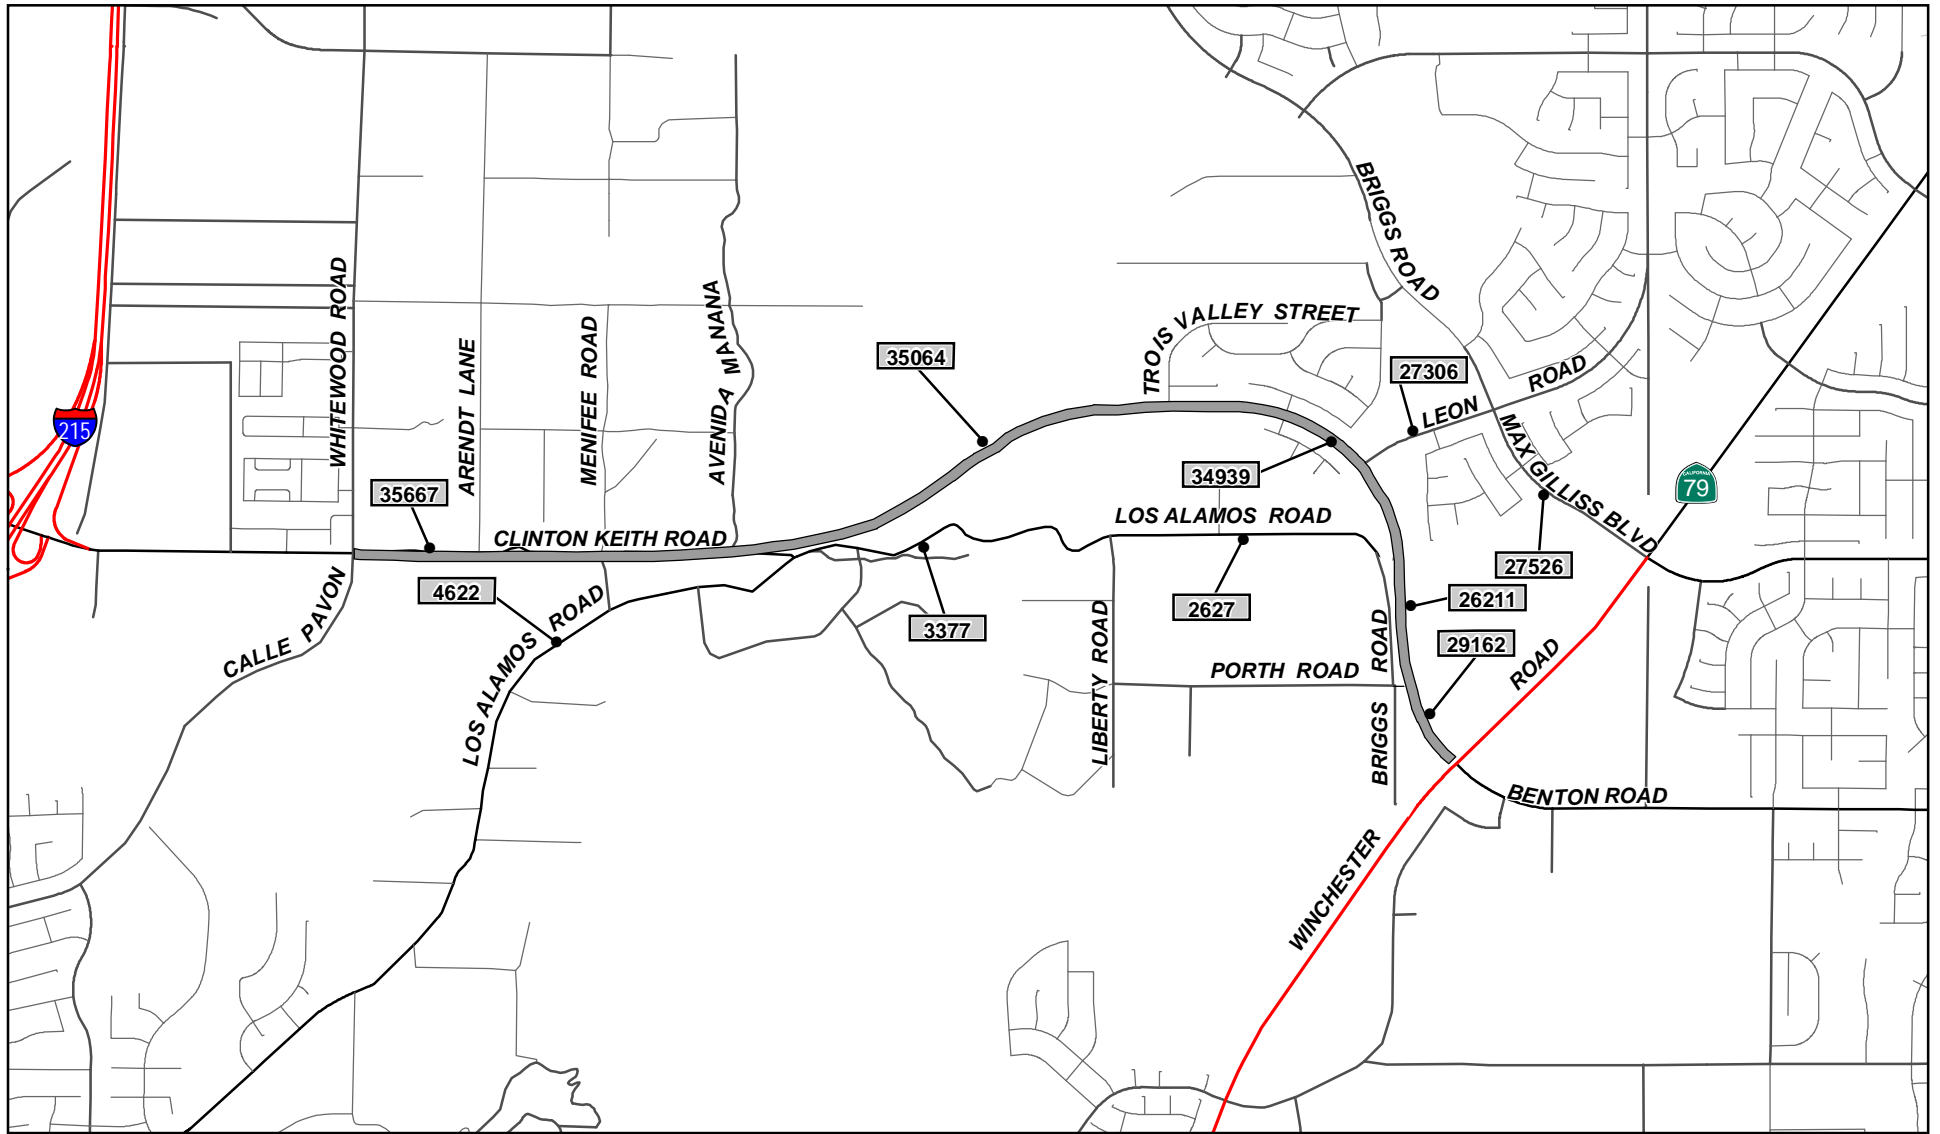 BRIGGS ROAD
WHITEWOOD ROAD
ARENDT LANE
MENIFEE ROAD
AVENIDA MANANA
TROIS VALLEY STREET
35064
27306
LEON ROAD
215
MAX GILLISS BLVD
CALIFORNIA
79
34939
35667
LOS ALAMOS ROAD
CLINTON KEITH ROAD
27526
4622
CALLE PAVON
LOS ALAMOS ROAD
3377
2627
26211
29162
LIBERTY ROAD
PORTH ROAD
BRIGGS ROAD
WINCHESTER ROAD
BENTON ROAD